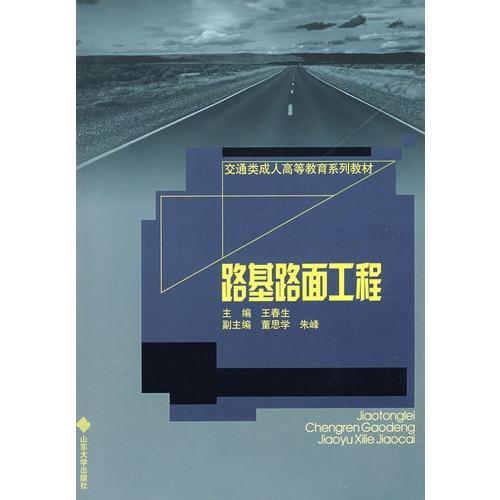 交通类成人高等教育系列教材
路基路面工程
主 编 王春生
副主编 董思学 朱峰
Jiaotonglei
Chengren Gaodeng
Jiaoyu Xilie Jiaocai
山东大学出版社